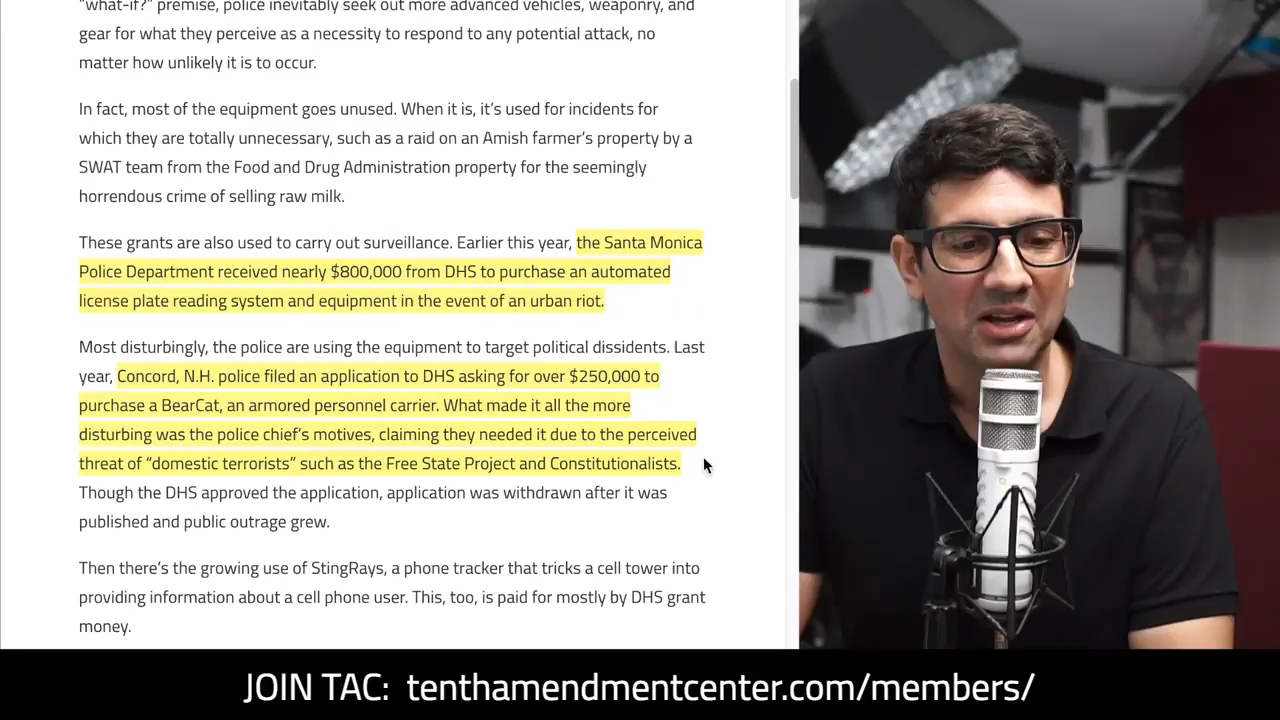 "what-if?" premise, police inevitably seek out more advanced vehicles, weaponry, and
gear for what they perceive as a necessity to respond to any potential attack, no
matter how unlikely it is to occur.
In fact, most of the equipment goes unused. When it is, it’s used for incidents for
which they are totally unnecessary, such as a raid on an Amish farmer’s property by a
SWAT team from the Food and Drug Administration property for the seemingly
horrendous crime of selling raw milk.
These grants are also used to carry out surveillance. Earlier this year, the Santa Monica
Police Department received nearly $800,000 from DHS to purchase an automated
license plate reading system and equipment in the event of an urban riot.
Most disturbingly, the police are using the equipment to target political dissidents. Last
year, Concord, N.H. police filed an application to DHS asking for over $250,000 to
purchase a BearCat, an armored personnel carrier. What made it all the more
disturbing was the police chief’s motives, claiming they needed it due to the perceived
threat of “domestic terrorists” such as the Free State Project and Constitutionalists.
Though the DHS approved the application, application was withdrawn after it was
published and public outrage grew.
Then there’s the growing use of StingRays, a phone tracker that tricks a cell tower into
providing information about a cell phone user. This, too, is paid for mostly by DHS grant
money.
JOIN TAC: tenthamendmentcenter.com/members/